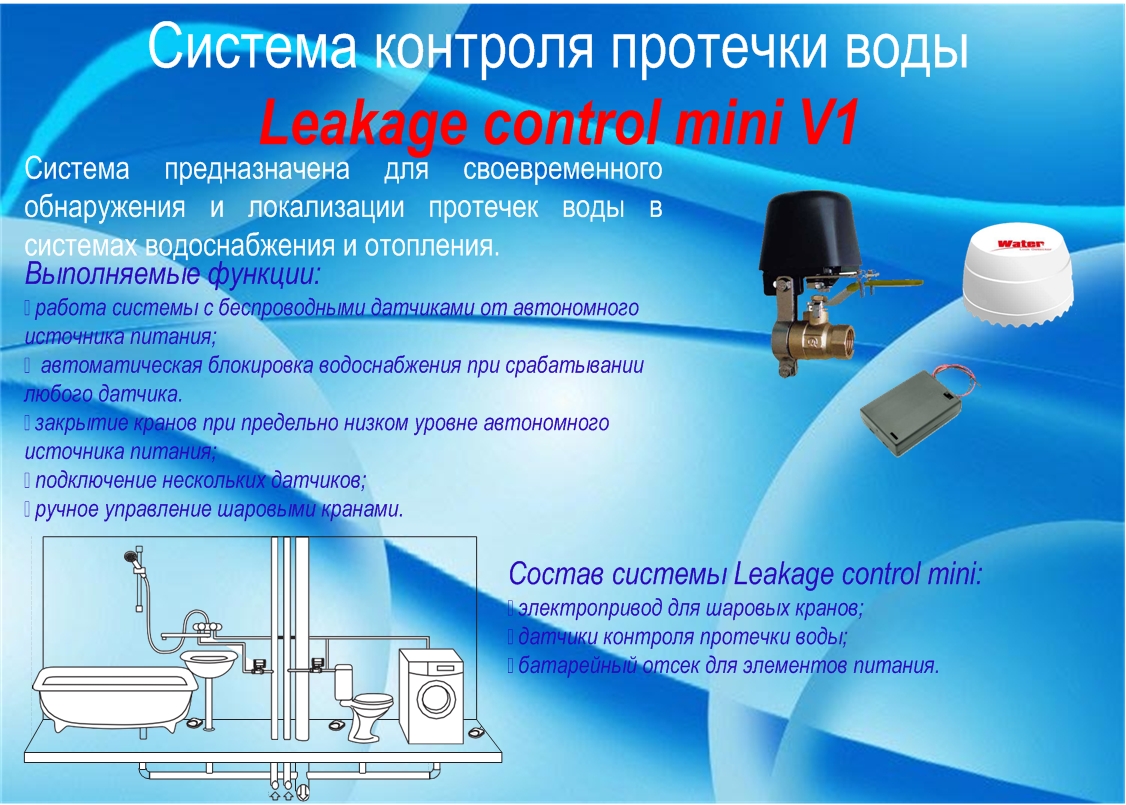 Система контроля протечки воды
Leakage control mini V1
Система предназначена для своевременного
обнаружения и локализации протечек воды в
системах водоснабжения и отопления.
Выполняемые функции:
работа системы с беспроводными датчиками от автономного
источника питания;
автоматическая блокировка водоснабжения при срабатывании
любого датчика.
закрытие кранов при предельно низком уровне автономного
источника питания;
подключение нескольких датчиков;
ручное управление шаровыми кранами.
Water
Состав системы Leakage control mini:
электропривод для шаровых кранов;
датчики контроля протечки воды;
батарейный отсек для элементов питания.